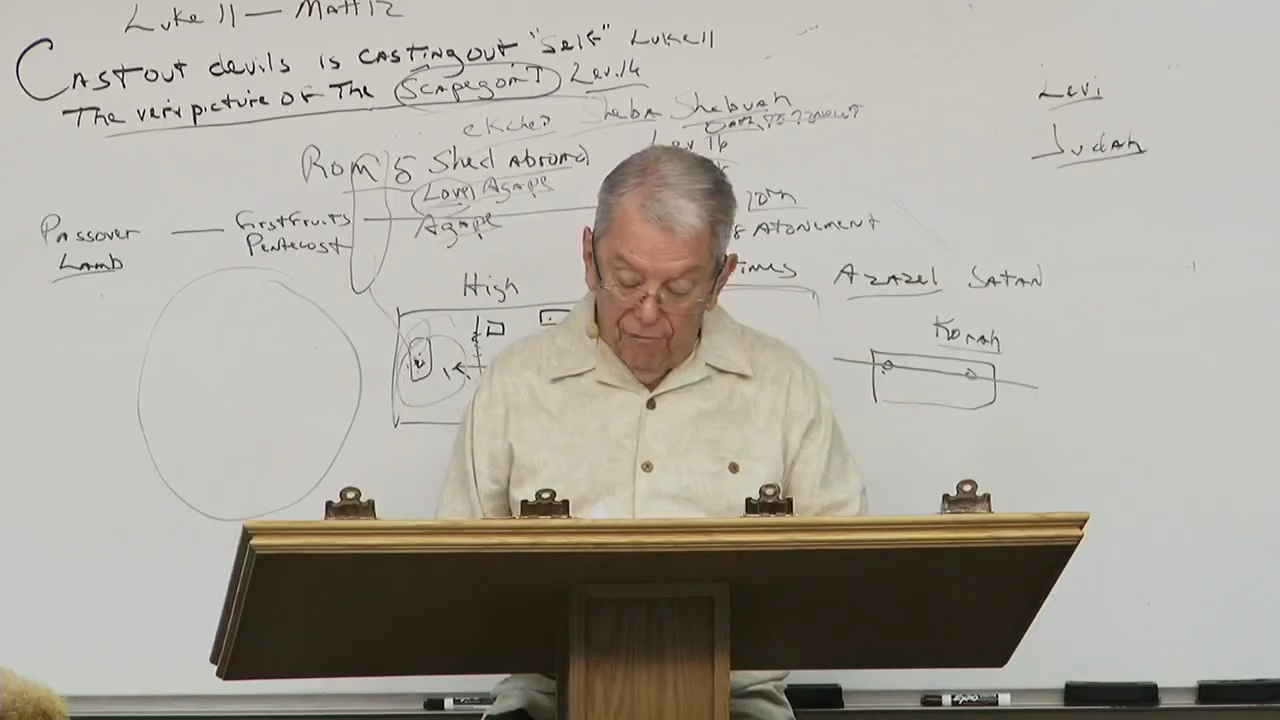 Luke 11 — Matt 12
Cast out devils is casting out "self" Luke 11
The very picture of the scapegoat Lev. 16
ekcheo Sheba Shebuah
Lev 16
Rom 8 Shed Abroad
Love Agape
Agape
10th
Atonement
Passover — FirstFruits
Lamb Pentecost
High
Times Azazel Satan
Korah
Levi
Judah
EXPO